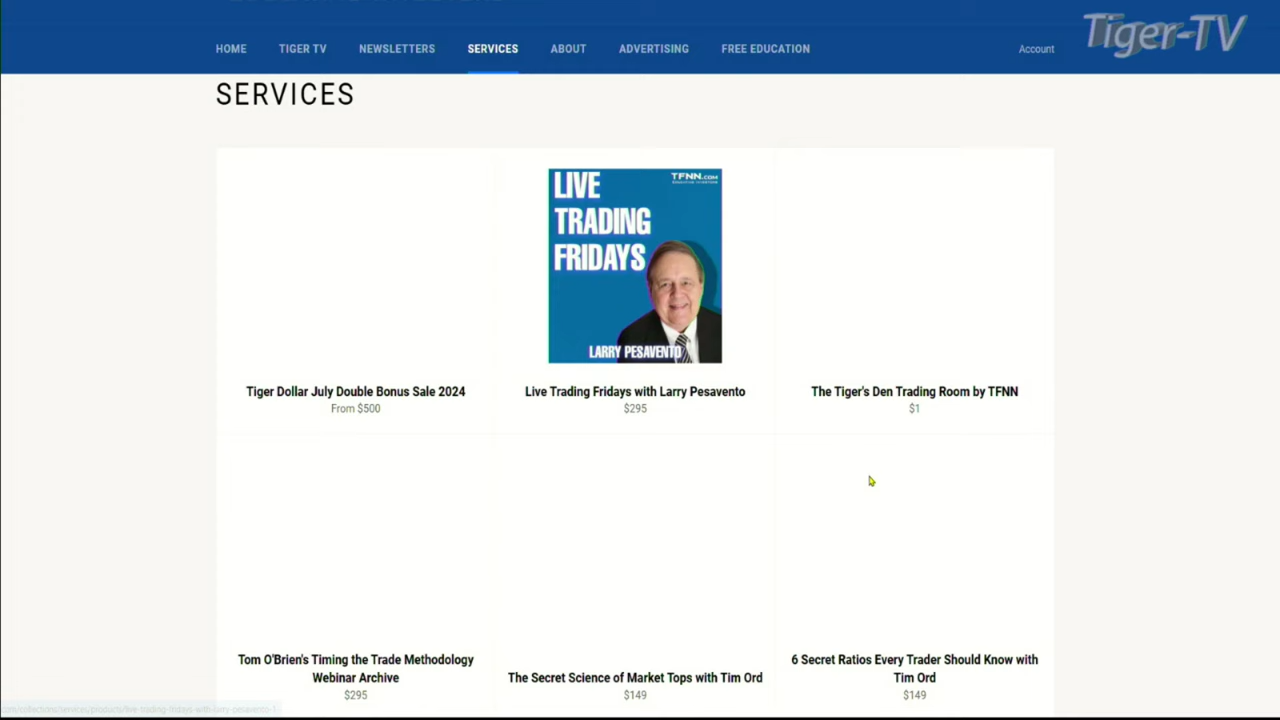 HOME TIGER TV NEWSLETTERS SERVICES ABOUT ADVERTISING FREE EDUCATION Account
Tiger-TV
SERVICES
TFNN.COM
LIVE
TRADING
FRIDAYS
LARRY PESAVENTO
Tiger Dollar July Double Bonus Sale 2024
From $500
Live Trading Fridays with Larry Pesavento
$295
The Tiger's Den Trading Room by TFNN
$1
Tom O'Brien's Timing the Trade Methodology
Webinar Archive
$295
The Secret Science of Market Tops with Tim Ord
$149
6 Secret Ratios Every Trader Should Know with
Tim Ord
$149